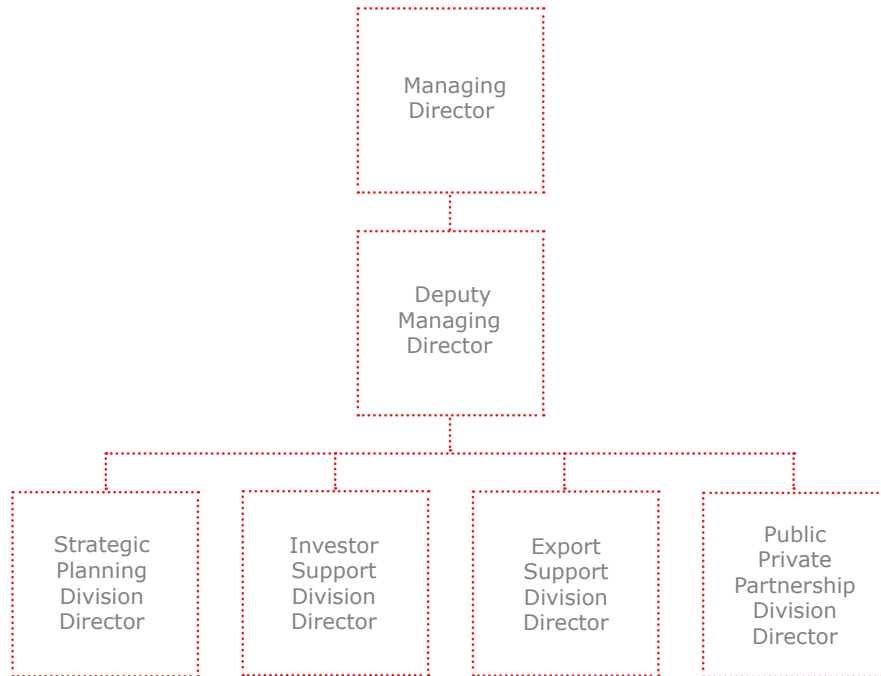 Managing
Director
Deputy
Managing
Director
Strategic
Planning
Division
Director
Investor
Support
Division
Director
Export
Support
Division
Director
Public
Private
Partnership
Division
Director